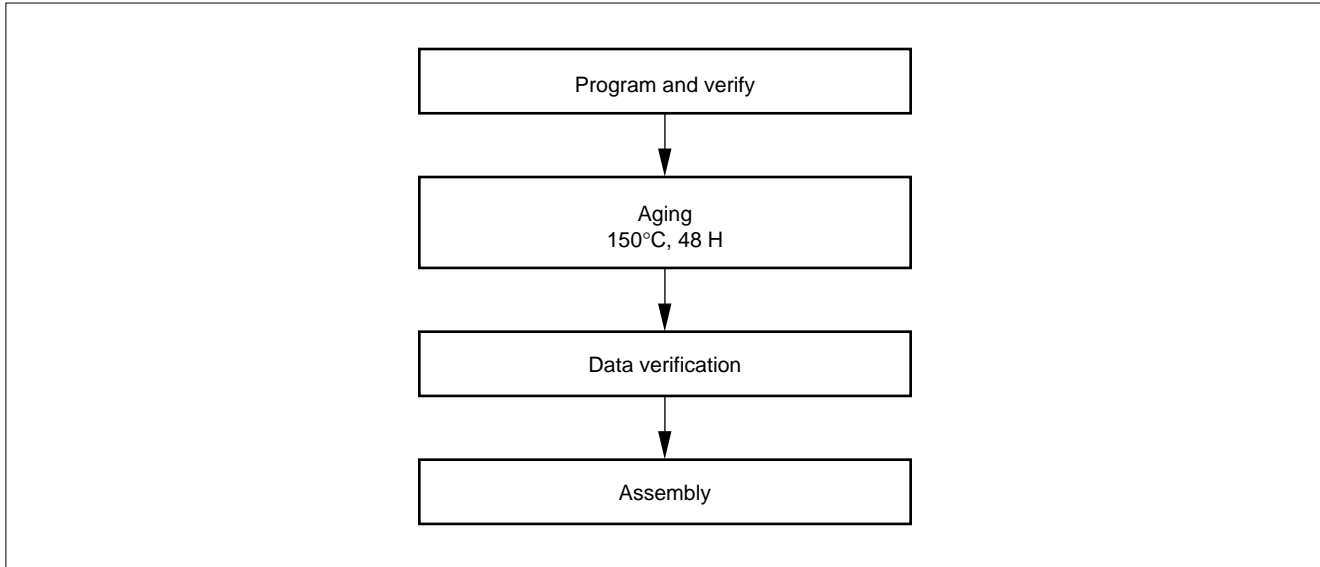 Program and verify
Aging
150°C, 48 H
Data verification
Assembly